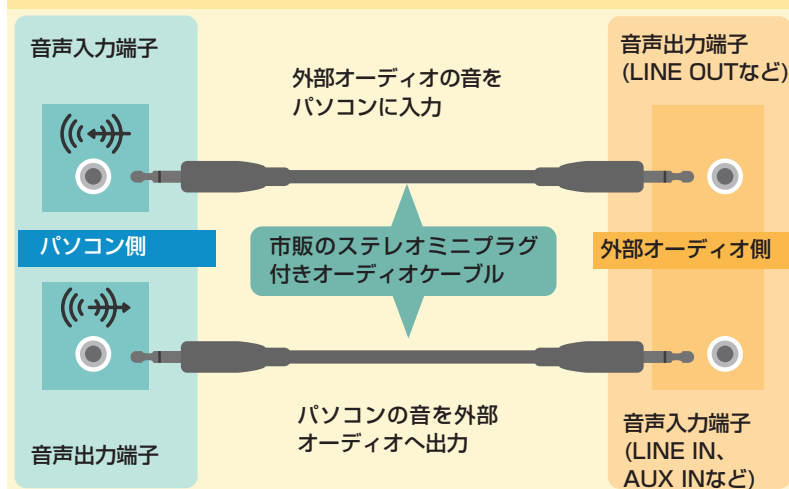 音声入力端子
外部オーディオの音を
パソコンに入力
音声出力端子
(LINE OUTなど)
パソコン側
市販のステレオミニプラグ
付きオーディオケーブル
外部オーディオ側
音声出力端子
パソコンの音を外部
オーディオへ出力
音声入力端子
(LINE IN、
AUX INなど)